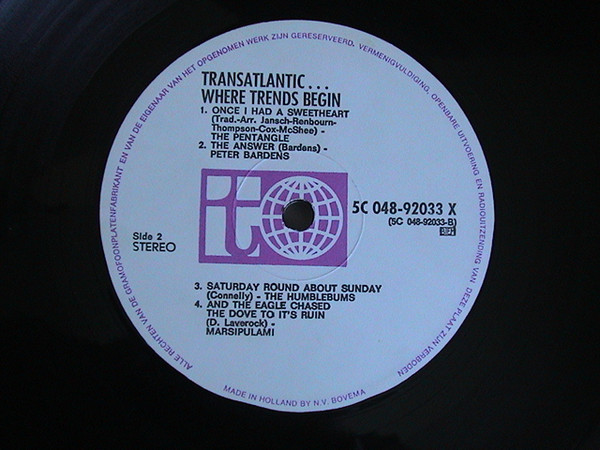 ALLE RECHTEN VAN DE GRAMOFOONPLATENFABRIKANT EN VAN DE EIGENAAR VAN HET OPGENOMEN WERK ZIJN GERESERVEERD. VERMENIGVULDIGING, OPENBARE UITVOERING EN RADIOUITZENDING VAN DEZE PLAAT ZIJN VERBODEN
TRANSATLANTIC...
WHERE TRENDS BEGIN
1. ONCE I HAD A SWEETHEART
(Trad.-Arr. Jansch-Renbourn-
Thompson-Cox-McShee) -
THE PENTANGLE
2. THE ANSWER (Bardens) -
PETER BARDENS
it
5C 048-92033 X
(5C 048-92033-B)
Side 2
STEREO
3. SATURDAY ROUND ABOUT SUNDAY
(Connelly) - THE HUMBLEBUMS
4. AND THE EAGLE CHASED
THE DOVE TO IT'S RUIN
(D. Laverock) -
MARSIPULAMI
MADE IN HOLLAND BY N.V. BOVEMA